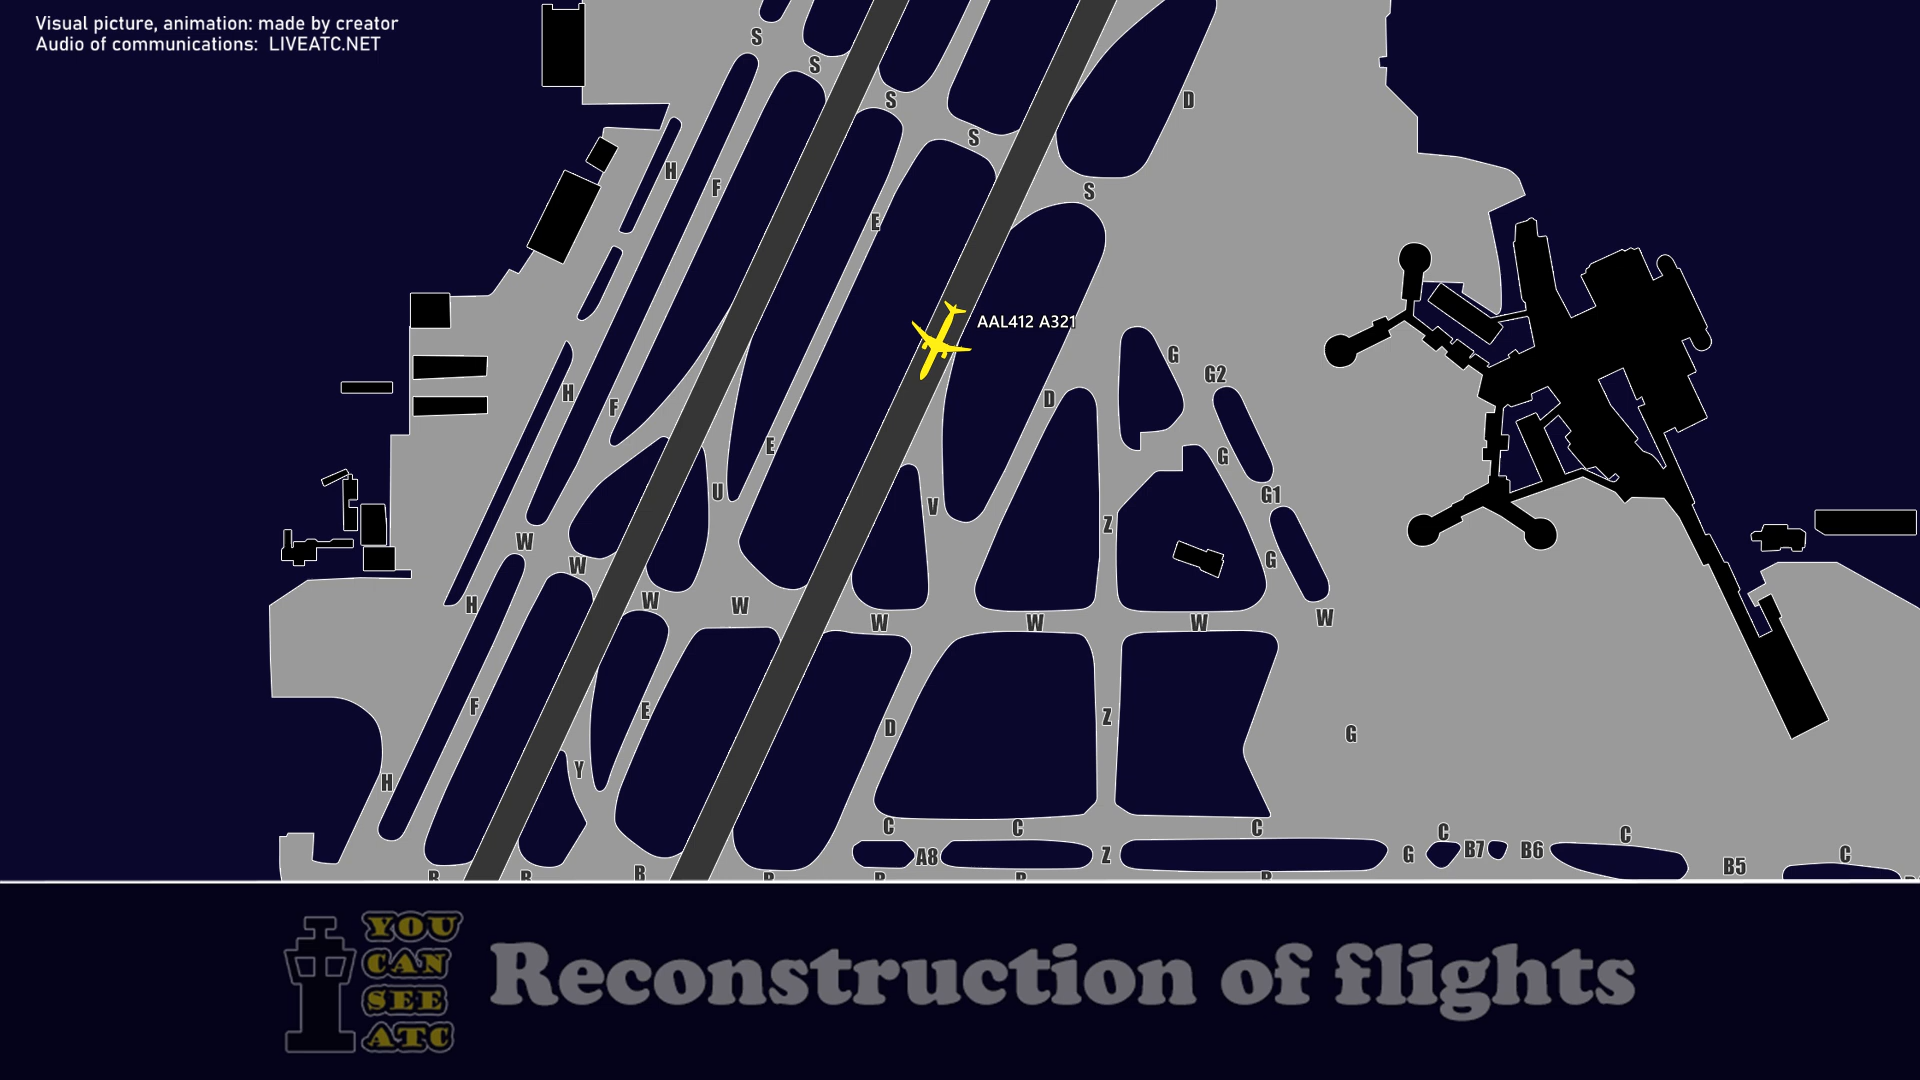 Visual picture, animation: made by creator
Audio of communications: LIVEATC.NET
S
S
S
D
S
H
F
S
E
AAL412 A321
G
G2
H
D
F
E
G
U
G1
V
Z
W
G
W
H
W
W
W
W
W
W
F
E
Z
D
G
Y
H
C
C
C
C
C
A8
Z
G
B7
B6
C
B5
YOU
CAN
SEE
ATC
Reconstruction of flights